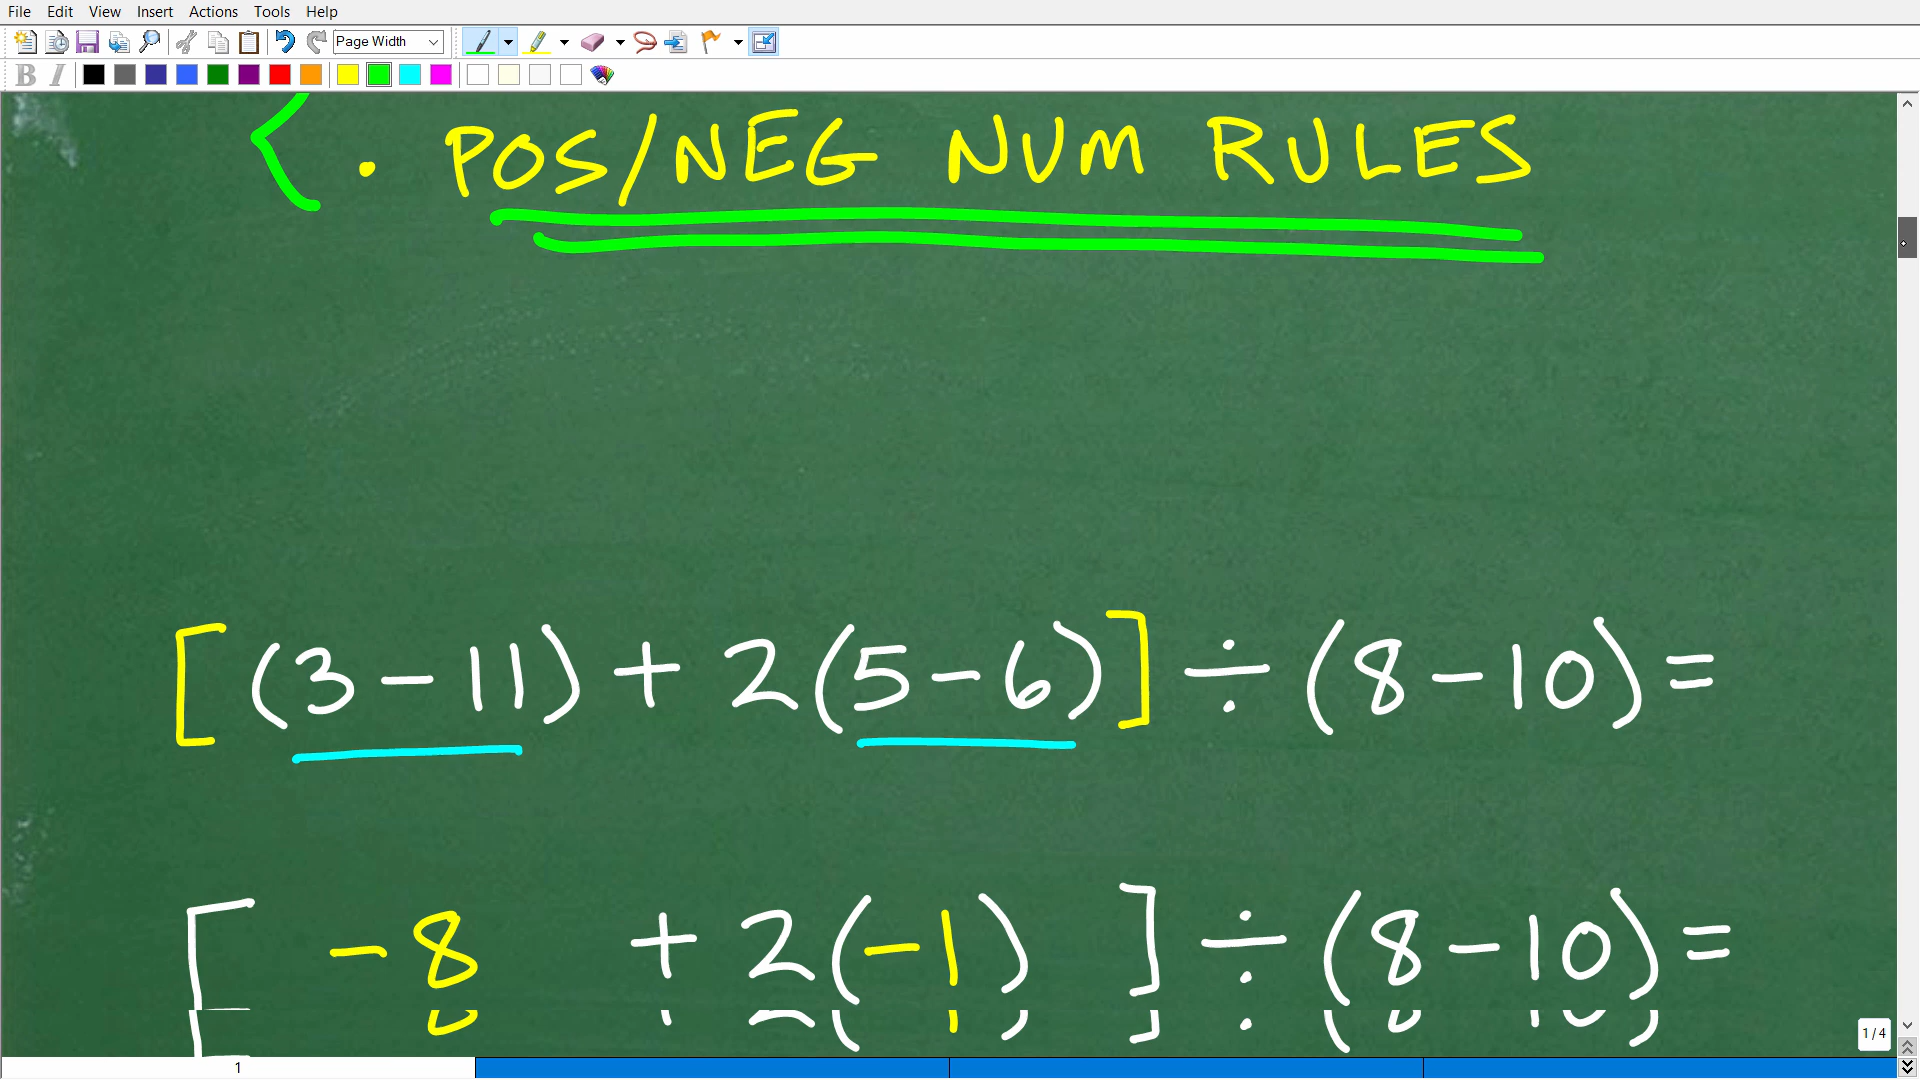 File Edit View Insert Actions Tools Help
Page Width
B I
. POS/NEG NUM RULES
[(3-11) + 2(5-6)] ÷ (8-10) =
[ -8 + 2(-1) ] ÷ (8-10) =
1 / 4
1